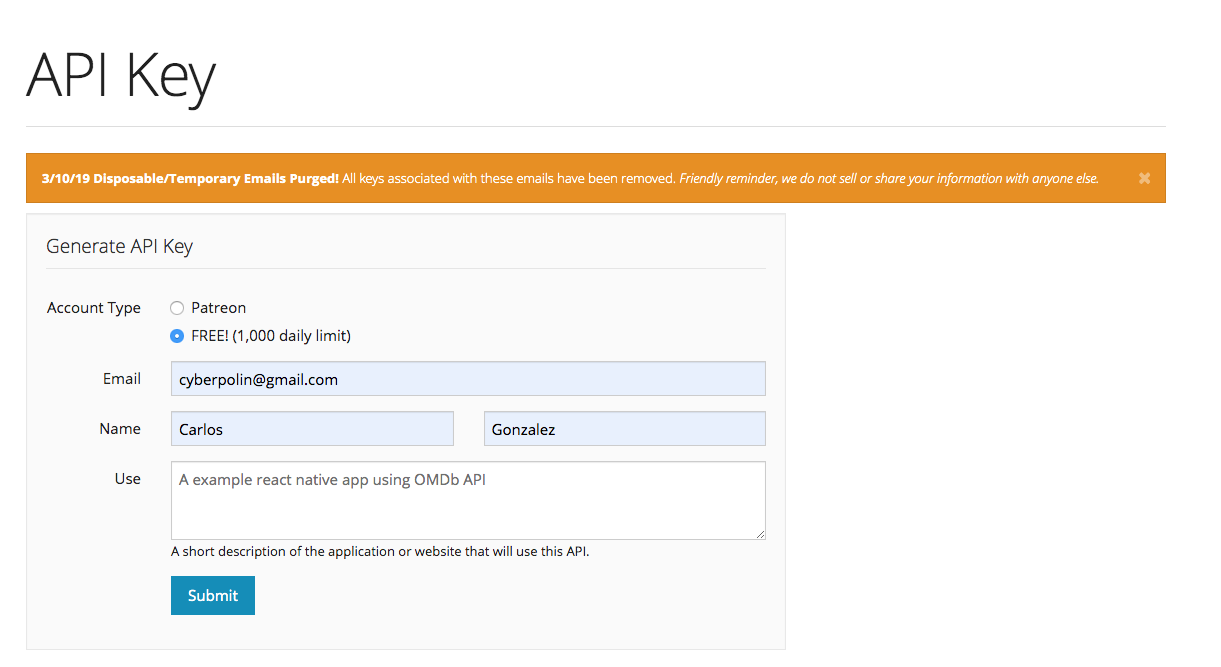 API Key
3/10/19 Disposable/Temporary Emails Purged! All keys associated with these emails have been removed. Friendly reminder, we do not sell or share your information with anyone else. ✖
Generate API Key
Account Type Patreon
FREE! (1,000 daily limit)
Email cyberpolin@gmail.com
Name Carlos Gonzalez
Use A example react native app using OMDb API
A short description of the application or website that will use this API.
Submit